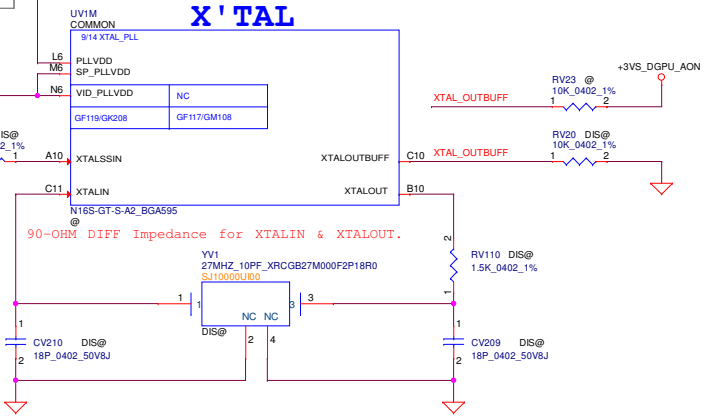 X'TAL
UV1M
COMMON
9/14 XTAL_PLL
L6
PLLVDD
M6
SP_PLLVDD
N6
VID_PLLVDD
NC
GF119/GK208
GF117/GM108
IS@
2_1%
1
A10
XTALSSIN
C11
XTALIN
XTALOUTBUFF
C10
XTALOUT
B10
N16S-GT-S-A2_BGA595
@
XTAL_OUTBUFF
RV23 @
10K_0402_1%
1
2
+3VS_DGPU_AON
XTAL_OUTBUFF
RV20 DIS@
10K_0402_1%
1
2
90-OHM DIFF Impedance for XTALIN & XTALOUT.
2
RV110 DIS@
1.5K_0402_1%
1
YV1
27MHZ_10PF_XRCGB27M000F2P18R0
SJ10000UI00
1
1
3
3
NC NC
DIS@
2
4
1
CV210 DIS@
2
18P_0402_50V8J
1
CV209 DIS@
2
18P_0402_50V8J